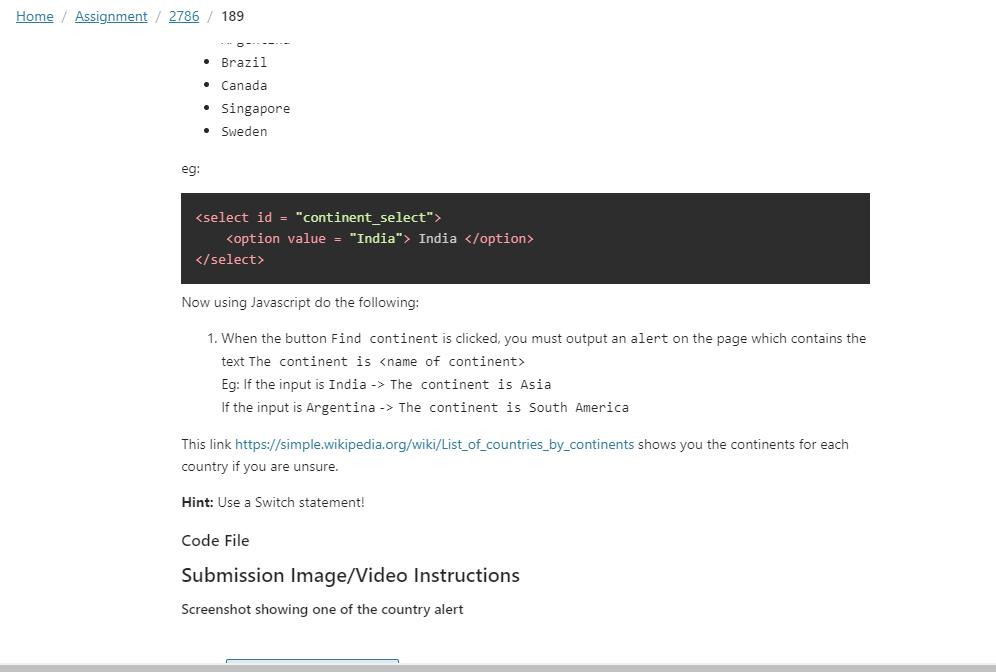 Home / Assignment / 2786 / 189
Brazil
Canada
Singapore
Sweden
eg:
<select id = "continent_select">
<option value = "India"> India </option>
</select>
Now using Javascript do the following:
1. When the button Find continent is clicked, you must output an alert on the page which contains the
text The continent is <name of continent>
Eg: If the input is India -> The continent is Asia
If the input is Argentina -> The continent is South America
This link https://simple.wikipedia.org/wiki/List_of_countries_by_continents shows you the continents for each
country if you are unsure.
Hint: Use a Switch statement!
Code File
Submission Image/Video Instructions
Screenshot showing one of the country alert